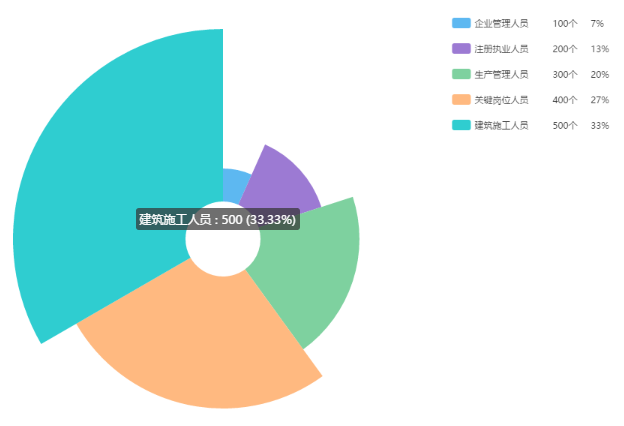 企业管理人员 100个 7%
注册执业人员 200个 13%
生产管理人员 300个 20%
关键岗位人员 400个 27%
建筑施工人员 500个 33%
建筑施工人员 : 500 (33.33%)